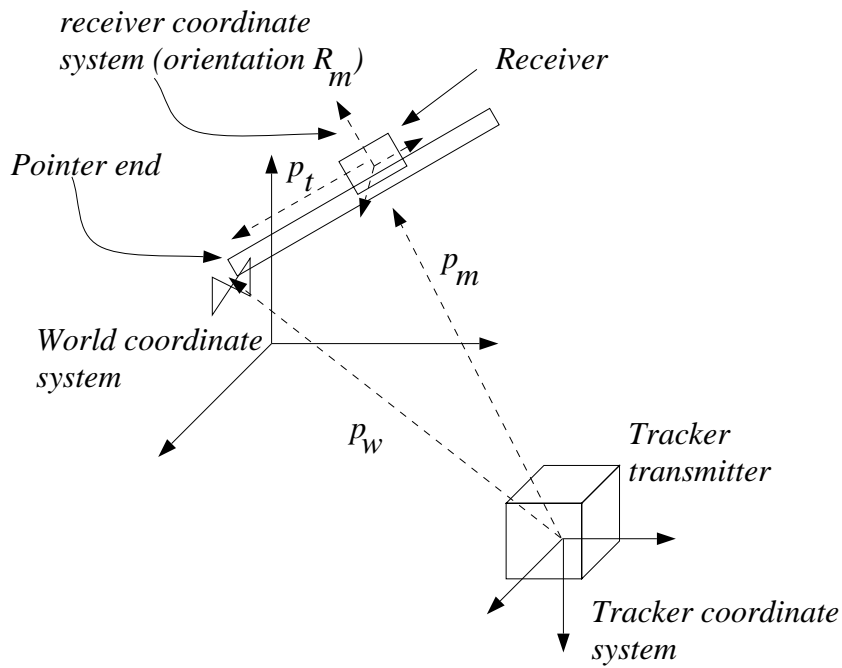 receiver coordinate
system (orientation R_m)
Receiver
Pointer end
p_t
p_m
World coordinate
system
p_w
Tracker
transmitter
Tracker coordinate
system